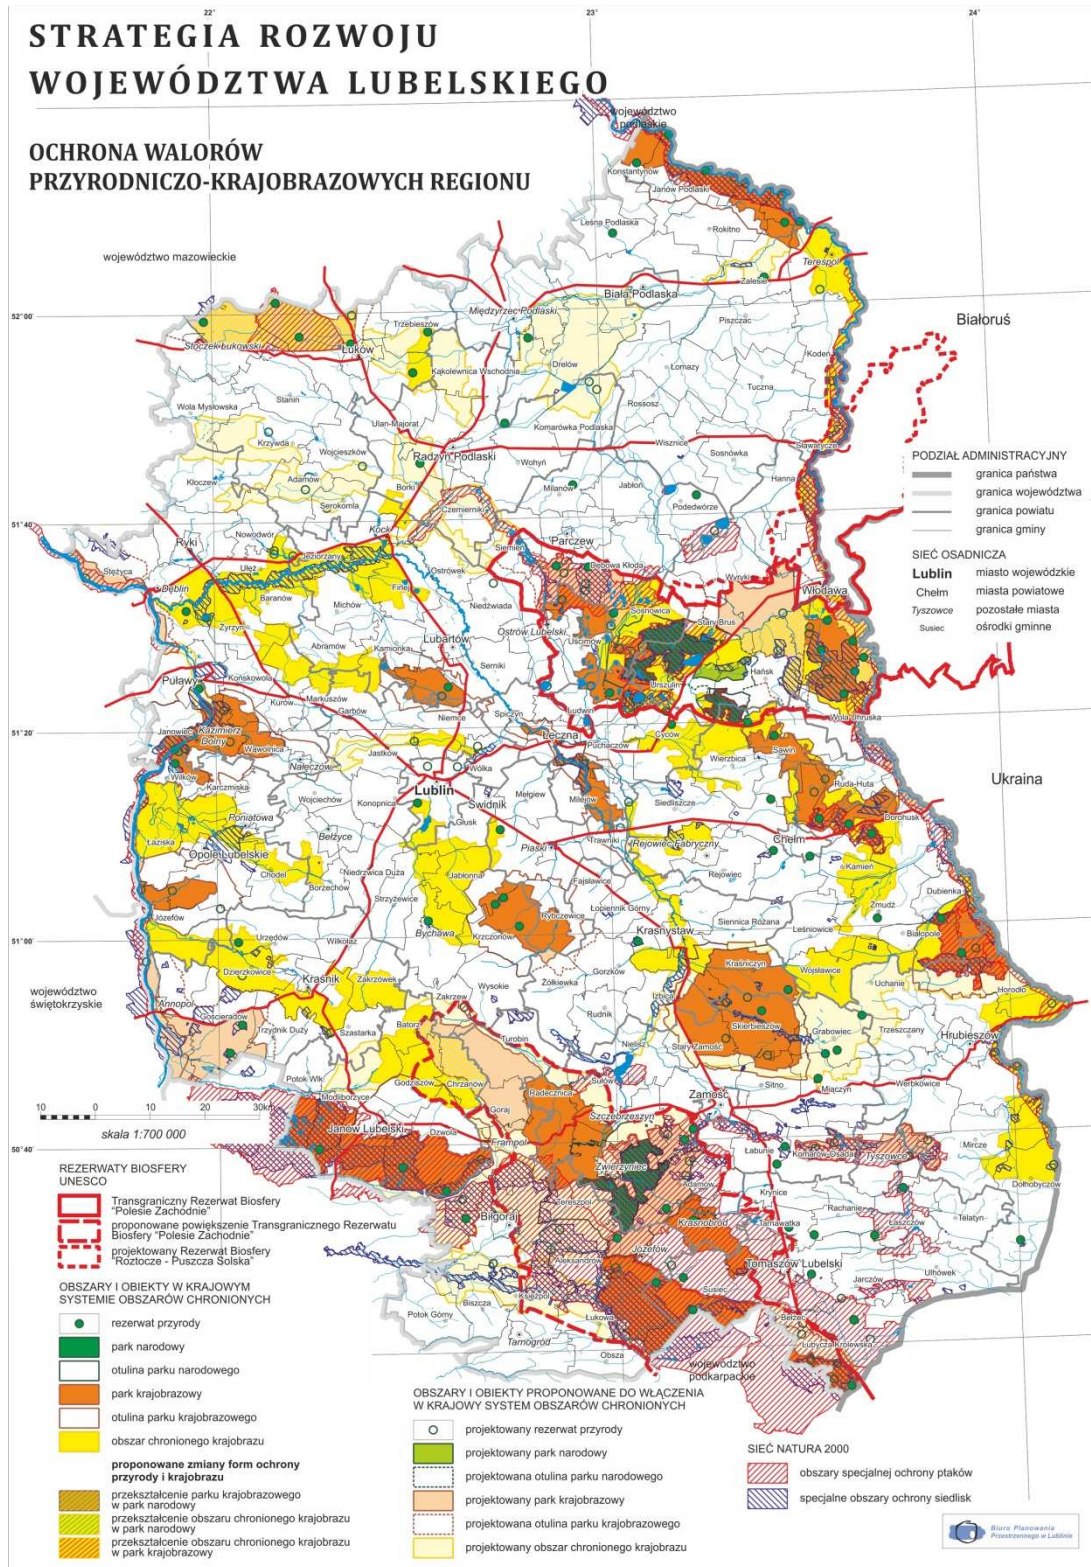 22°
23°
24°
STRATEGIA ROZWOJU
WOJEWÓDZTWA LUBELSKIEGO
OCHRONA WALORÓW
PRZYRODNICZO-KRAJOBRAZOWYCH REGIONU
województwo
podlaskie
Konstantynów
Janów Podlaski
Leśna Podlaska
Rokitno
województwo mazowieckie
Terespol
Zalesie
Biała Podlaska
Międzyrzec Podlaski
52°00'
Piszczac
Białoruś
Trzebieszów
Stoczek Łukowski
Łuków
Kodeń
Kąkolewnica Wschodnia
Drelów
Łomazy
Tuczna
Stanin
Wola Mysłowska
Rossosz
Ulan-Majorat
Komarówka Podlaska
Krzywda
Wisznice
Sławatycze
Wojcieszków
Radzyń Podlaski
Sosnówka
Wohyń
PODZIAŁ ADMINISTRACYJNY
granica państwa
granica województwa
granica powiatu
granica gminy
Kłoczew
Adamów
Borki
Milanów
Jabłoń
Hanna
Podedwórze
Serokomla
Czemierniki
51°40'
Nowodwór
Kock
Parczew
Siemień
Ryki
Jeziorzany
Ułęż
Stężyca
Ostrówek
Dębowa Kłoda
Wyryki
Włodawa
SIEĆ OSADNICZA
Lublin miasto wojewódzkie
Chełm miasta powiatowe
Tyszowce pozostałe miasta
Susiec ośrodki gminne
Dęblin
Baranów
Firlej
Michów
Niedźwiada
Sosnowica
Stary Brus
Żyrzyn
Abramów
Lubartów
Ostrów Lubelski
Uścimów
Kamionka
Hańsk
Serniki
Puławy
Końskowola
Urszulin
Markuszów
Kurów
Garbów
Niemce
Spiczyn
Ludwin
Wola Uhruska
51°20'
Janowiec
Kazimierz
Dolny
Łęczna
Cyców
Puchaczów
Sawin
Wąwolnica
Jastków
Nałęczów
Wólka
Wierzbica
Wilków
Karczmiska
Lublin
Ukraina
Ruda-Huta
Wojciechów
Konopnica
Świdnik
Mełgiew
Milejów
Siedliszcze
Poniatowa
Głusk
Dorohusk
Łaziska
Bełżyce
Trawniki
Rejowiec Fabryczny
Chełm
Piaski
Opole Lubelskie
Chodel
Niedrzwica Duża
Jabłonna
Fajsławice
Rejowiec
Kamień
Borzechów
Strzyżewice
Dubienka
Łopiennik Górny
Żmudź
Józefów
Bychawa
Krzczonów
Rybczewice
Siennica Różana
Leśniowice
Krasnystaw
Białopole
51°00'
Urzędów
Wilkołaz
Dzierzkowice
Kraśniczyn
Wojsławice
Gorzków
województwo
świętokrzyskie
Kraśnik
Zakrzówek
Wysokie
Żółkiewka
Uchanie
Horodło
Annopol
Zakrzew
Izbica
Gościeradów
Trzydnik Duży
Szastarka
Batorz
Rudnik
Skierbieszów
Grabowiec
Trzeszczany
Turobin
Stary Zamość
Hrubieszów
Nielisz
Potok Wlk.
Godziszów
Chrzanów
Sułów
Sitno
Miączyn
Werbkowice
Modliborzyce
Radecznica
Zamość
10 0 10 20 30km
Goraj
Szczebrzeszyn
skala 1:700 000
Janów Lubelski
Dzwola
Frampol
Łabunie
Komarów-Osada
Tyszowce
Mircze
50°40'
Zwierzyniec
REZERWATY BIOSFERY
UNESCO
Transgraniczny Rezerwat Biosfery
"Polesie Zachodnie"
proponowane powiększenie Transgranicznego Rezerwatu
Biosfery "Polesie Zachodnie"
projektowany Rezerwat Biosfery
"Roztocze - Puszcza Solska"
Adamów
Krynice
Dołhobyczów
Tereszpol
Rachanie
Biłgoraj
Krasnobród
Tarnawatka
Łaszczów
Telatyn
Józefów
Aleksandrów
Tomaszów Lubelski
Ulhówek
Jarczów
Susiec
Księżpol
Biszcza
Łukowa
Bełżec
Potok Górny
Tarnogród
Lubycza Królewska
Obsza
województwo
podkarpackie
OBSZARY I OBIEKTY W KRAJOWYM
SYSTEMIE OBSZARÓW CHRONIONYCH
rezerwat przyrody
park narodowy
otulina parku narodowego
park krajobrazowy
otulina parku krajobrazowego
obszar chronionego krajobrazu
proponowane zmiany form ochrony
przyrody i krajobrazu
przekształcenie parku krajobrazowego
w park narodowy
przekształcenie obszaru chronionego krajobrazu
w park narodowy
przekształcenie obszaru chronionego krajobrazu
w park krajobrazowy
OBSZARY I OBIEKTY PROPONOWANE DO WŁĄCZENIA
W KRAJOWY SYSTEM OBSZARÓW CHRONIONYCH
projektowany rezerwat przyrody
projektowany park narodowy
projektowana otulina parku narodowego
projektowany park krajobrazowy
projektowana otulina parku krajobrazowego
projektowany obszar chronionego krajobrazu
SIEĆ NATURA 2000
obszary specjalnej ochrony ptaków
specjalne obszary ochrony siedlisk
Biuro Planowania
Przestrzennego w Lublinie